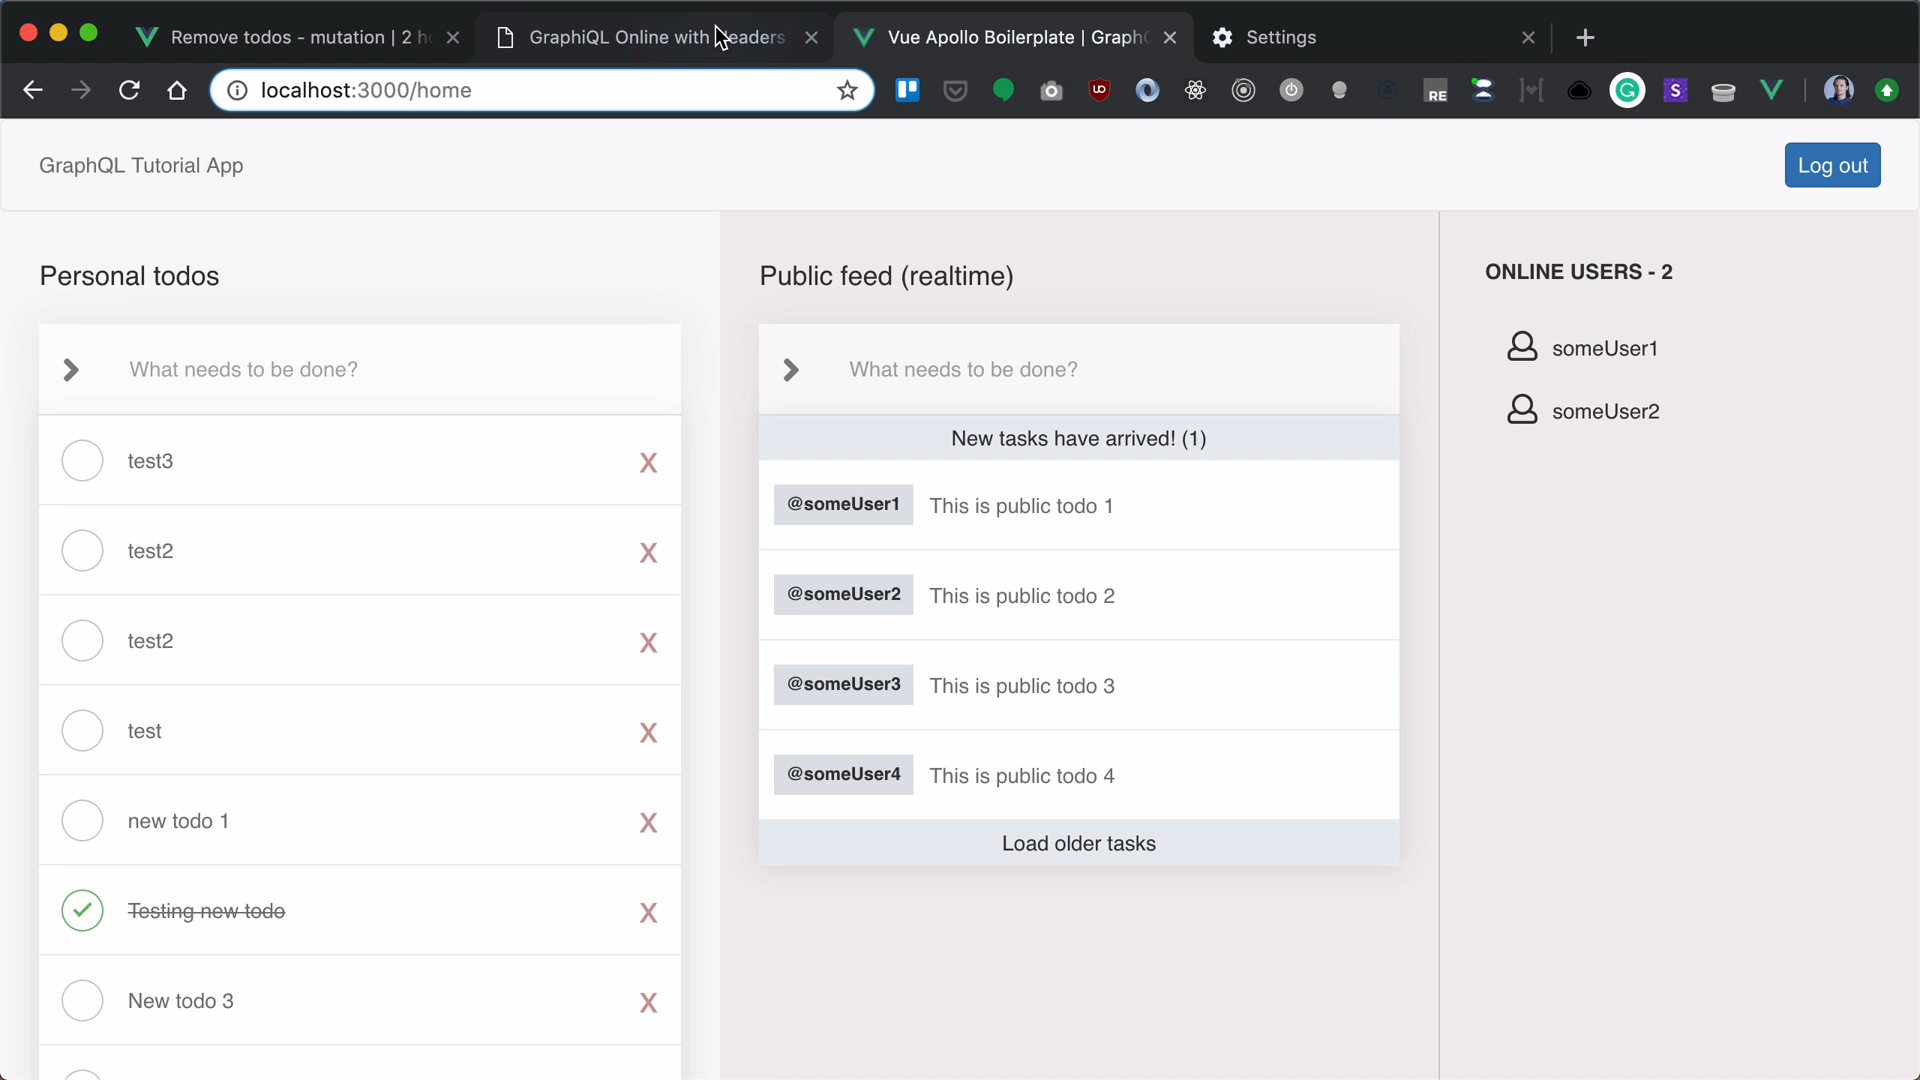 Remove todos - mutation | 2 h
GraphiQL Online with Headers
Vue Apollo Boilerplate | Graph
Settings
localhost:3000/home
GraphQL Tutorial App
Log out
Personal todos
What needs to be done?
test3 X
test2 X
test2 X
test X
new todo 1 X
Testing new todo X
New todo 3 X
Public feed (realtime)
What needs to be done?
New tasks have arrived! (1)
@someUser1 This is public todo 1
@someUser2 This is public todo 2
@someUser3 This is public todo 3
@someUser4 This is public todo 4
Load older tasks
ONLINE USERS - 2
someUser1
someUser2